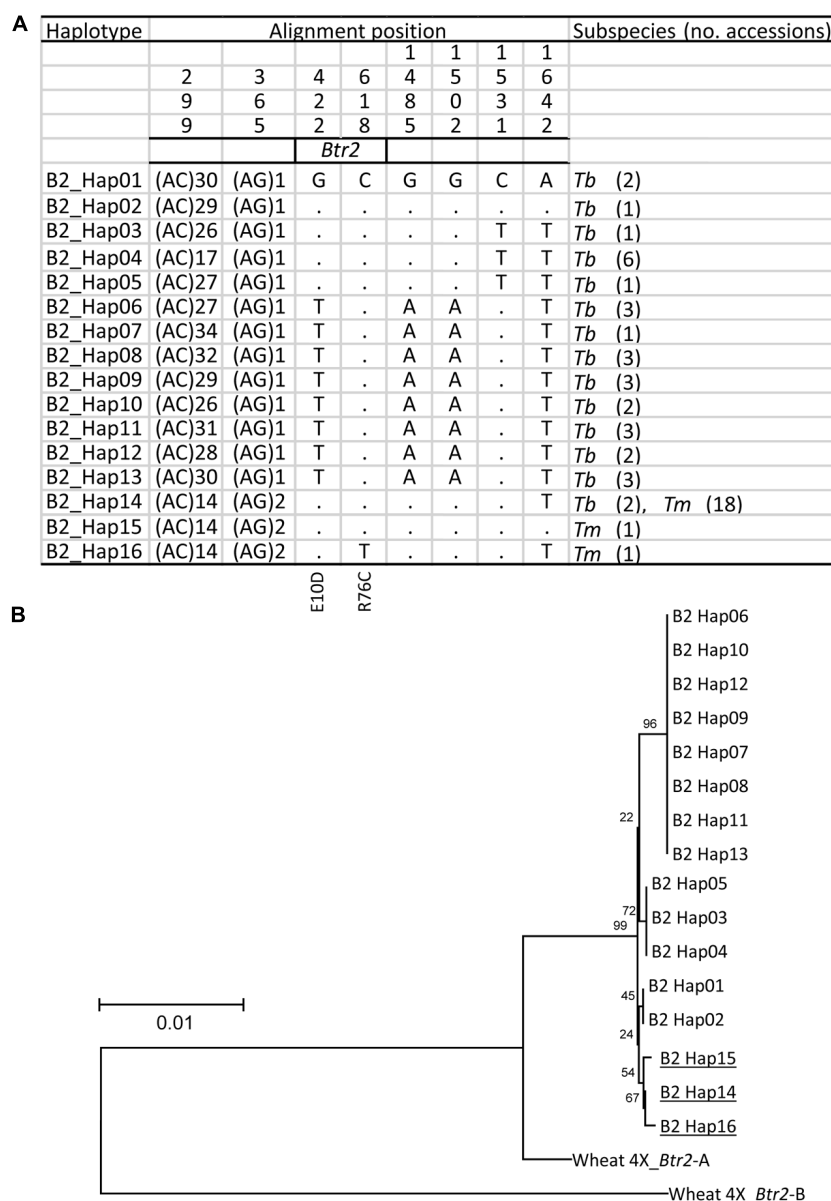 A
Haplotype Alignment position Subspecies (no. accessions)
1 1 1 1
2 3 4 6 4 5 5 6
9 6 2 1 8 0 3 4
9 5 2 8 5 2 1 2
Btr2
B2_Hap01 (AC)30 (AG)1 G C G G C A Tb (2)
B2_Hap02 (AC)29 (AG)1 . . . . . . Tb (1)
B2_Hap03 (AC)26 (AG)1 . . . . T T Tb (1)
B2_Hap04 (AC)17 (AG)1 . . . . T T Tb (6)
B2_Hap05 (AC)27 (AG)1 . . . . T T Tb (1)
B2_Hap06 (AC)27 (AG)1 T . A A . T Tb (3)
B2_Hap07 (AC)34 (AG)1 T . A A . T Tb (1)
B2_Hap08 (AC)32 (AG)1 T . A A . T Tb (3)
B2_Hap09 (AC)29 (AG)1 T . A A . T Tb (3)
B2_Hap10 (AC)26 (AG)1 T . A A . T Tb (2)
B2_Hap11 (AC)31 (AG)1 T . A A . T Tb (3)
B2_Hap12 (AC)28 (AG)1 T . A A . T Tb (2)
B2_Hap13 (AC)30 (AG)1 T . A A . T Tb (3)
B2_Hap14 (AC)14 (AG)2 . . . . . T Tb (2), Tm (18)
B2_Hap15 (AC)14 (AG)2 . . . . . . Tm (1)
B2_Hap16 (AC)14 (AG)2 . T . . . T Tm (1)
E10D R76C
B
B2 Hap06
B2 Hap10
B2 Hap12
B2 Hap09
96
B2 Hap07
B2 Hap08
B2 Hap11
22
B2 Hap13
B2 Hap05
72 B2 Hap03
99
B2 Hap04
B2 Hap01
45
B2 Hap02
0.01
24
B2 Hap15
54
B2 Hap14
67
B2 Hap16
Wheat 4X_Btr2-A
Wheat 4X Btr2-B